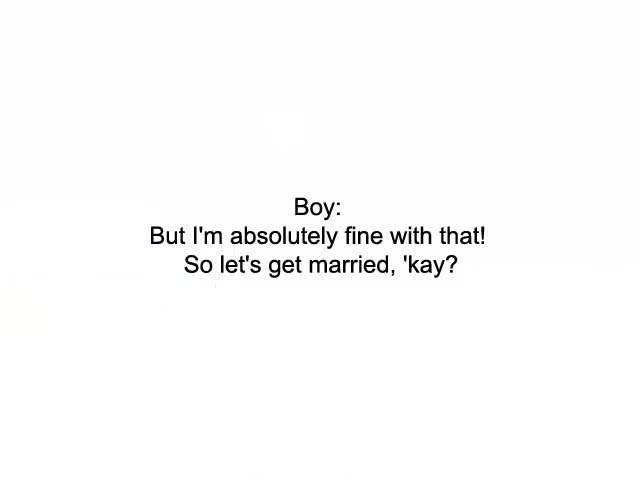 Boy:
But I'm absolutely fine with that!
So let's get married, 'kay?